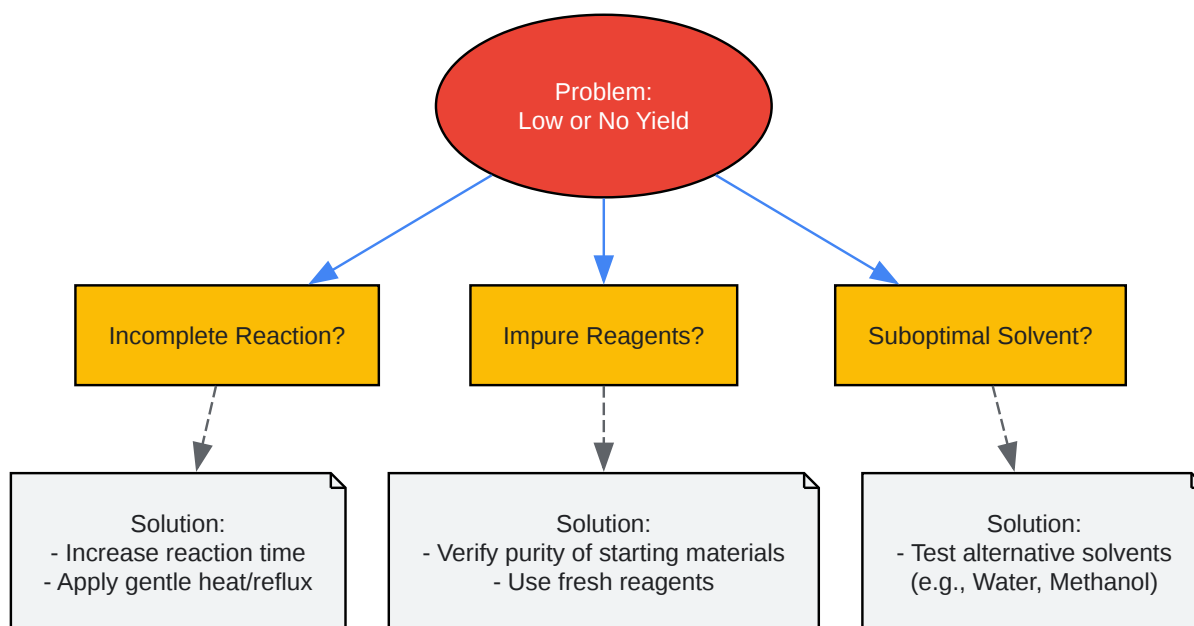 Problem:
Low or No Yield
Incomplete Reaction?
Impure Reagents?
Suboptimal Solvent?
Solution:
- Increase reaction time
- Apply gentle heat/reflux
Solution:
- Verify purity of starting materials
- Use fresh reagents
Solution:
- Test alternative solvents
(e.g., Water, Methanol)